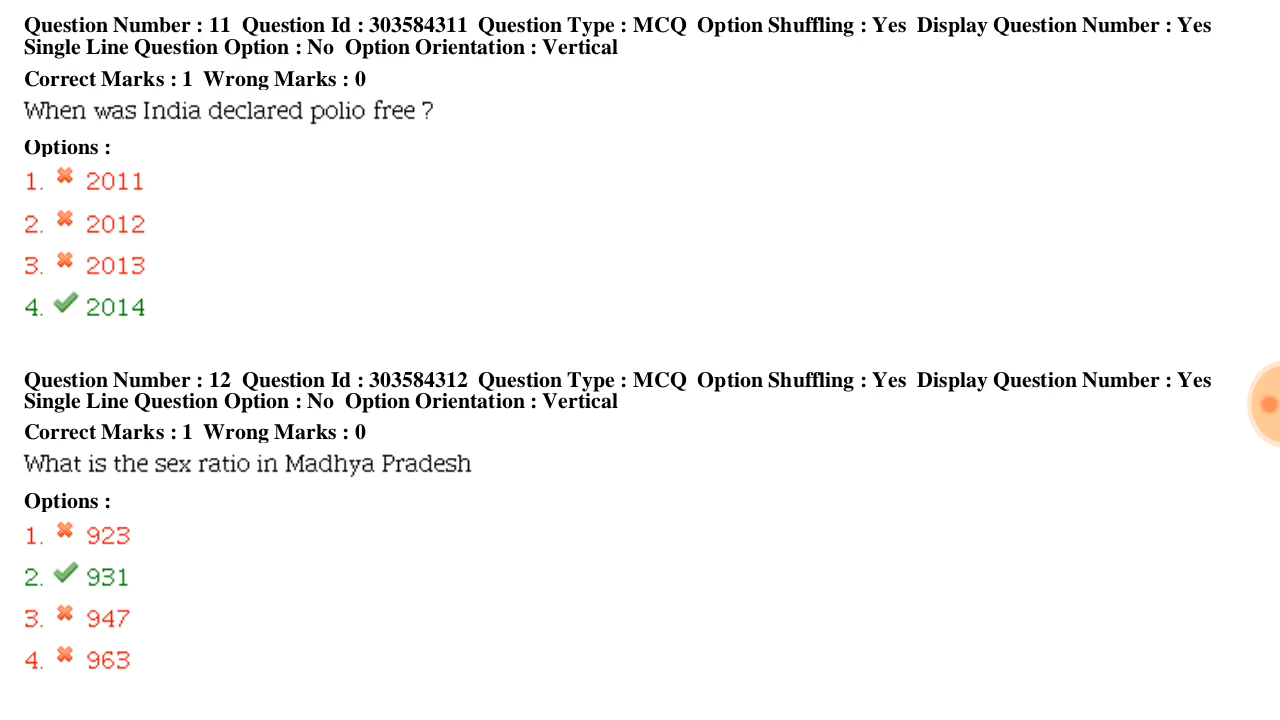 Question Number : 11 Question Id : 303584311 Question Type : MCQ Option Shuffling : Yes Display Question Number : Yes
Single Line Question Option : No Option Orientation : Vertical
Correct Marks : 1 Wrong Marks : 0
When was India declared polio free ?
Options :
1. ✖ 2011
2. ✖ 2012
3. ✖ 2013
4. ✔ 2014
Question Number : 12 Question Id : 303584312 Question Type : MCQ Option Shuffling : Yes Display Question Number : Yes
Single Line Question Option : No Option Orientation : Vertical
Correct Marks : 1 Wrong Marks : 0
What is the sex ratio in Madhya Pradesh
Options :
1. ✖ 923
2. ✔ 931
3. ✖ 947
4. ✖ 963